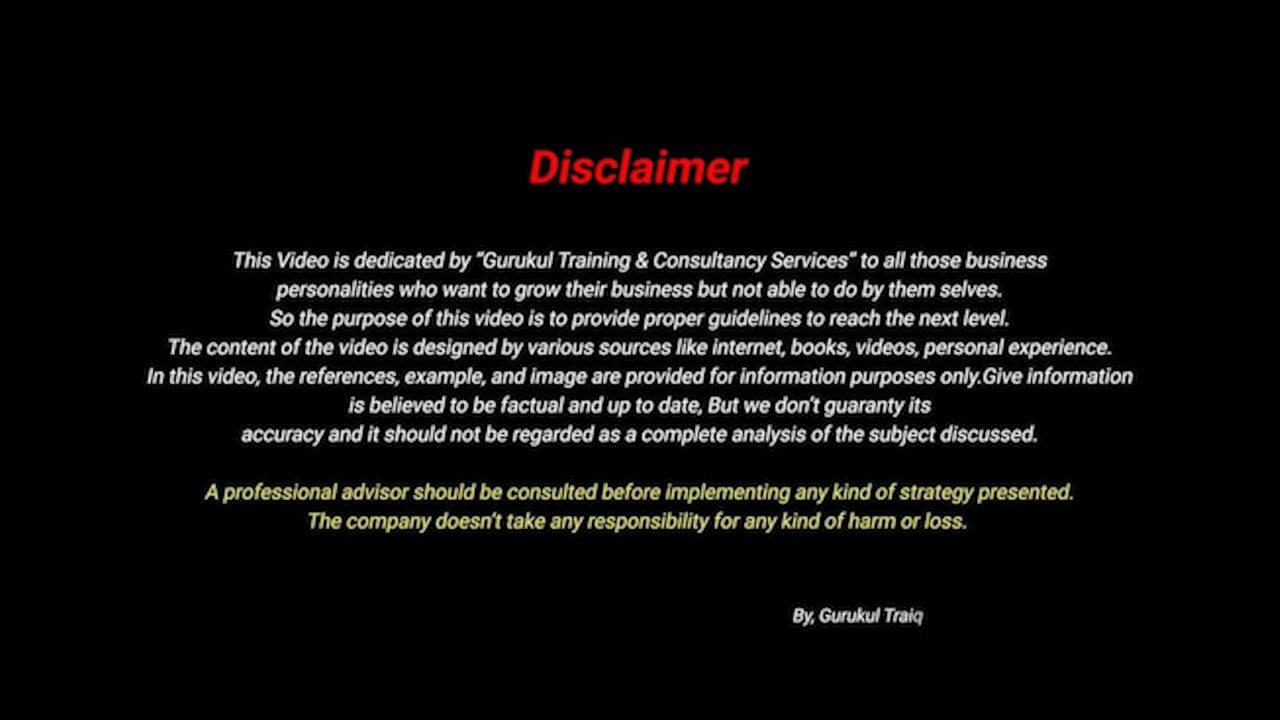 Disclaimer
This Video is dedicated by “Gurukul Training & Consultancy Services” to all those business
personalities who want to grow their business but not able to do by them selves.
So the purpose of this video is to provide proper guidelines to reach the next level.
The content of the video is designed by various sources like internet, books, videos, personal experience.
In this video, the references, example, and image are provided for information purposes only.Give information
is believed to be factual and up to date, But we don’t guaranty its
accuracy and it should not be regarded as a complete analysis of the subject discussed.
A professional advisor should be consulted before implementing any kind of strategy presented.
The company doesn’t take any responsibility for any kind of harm or loss.
By, Gurukul